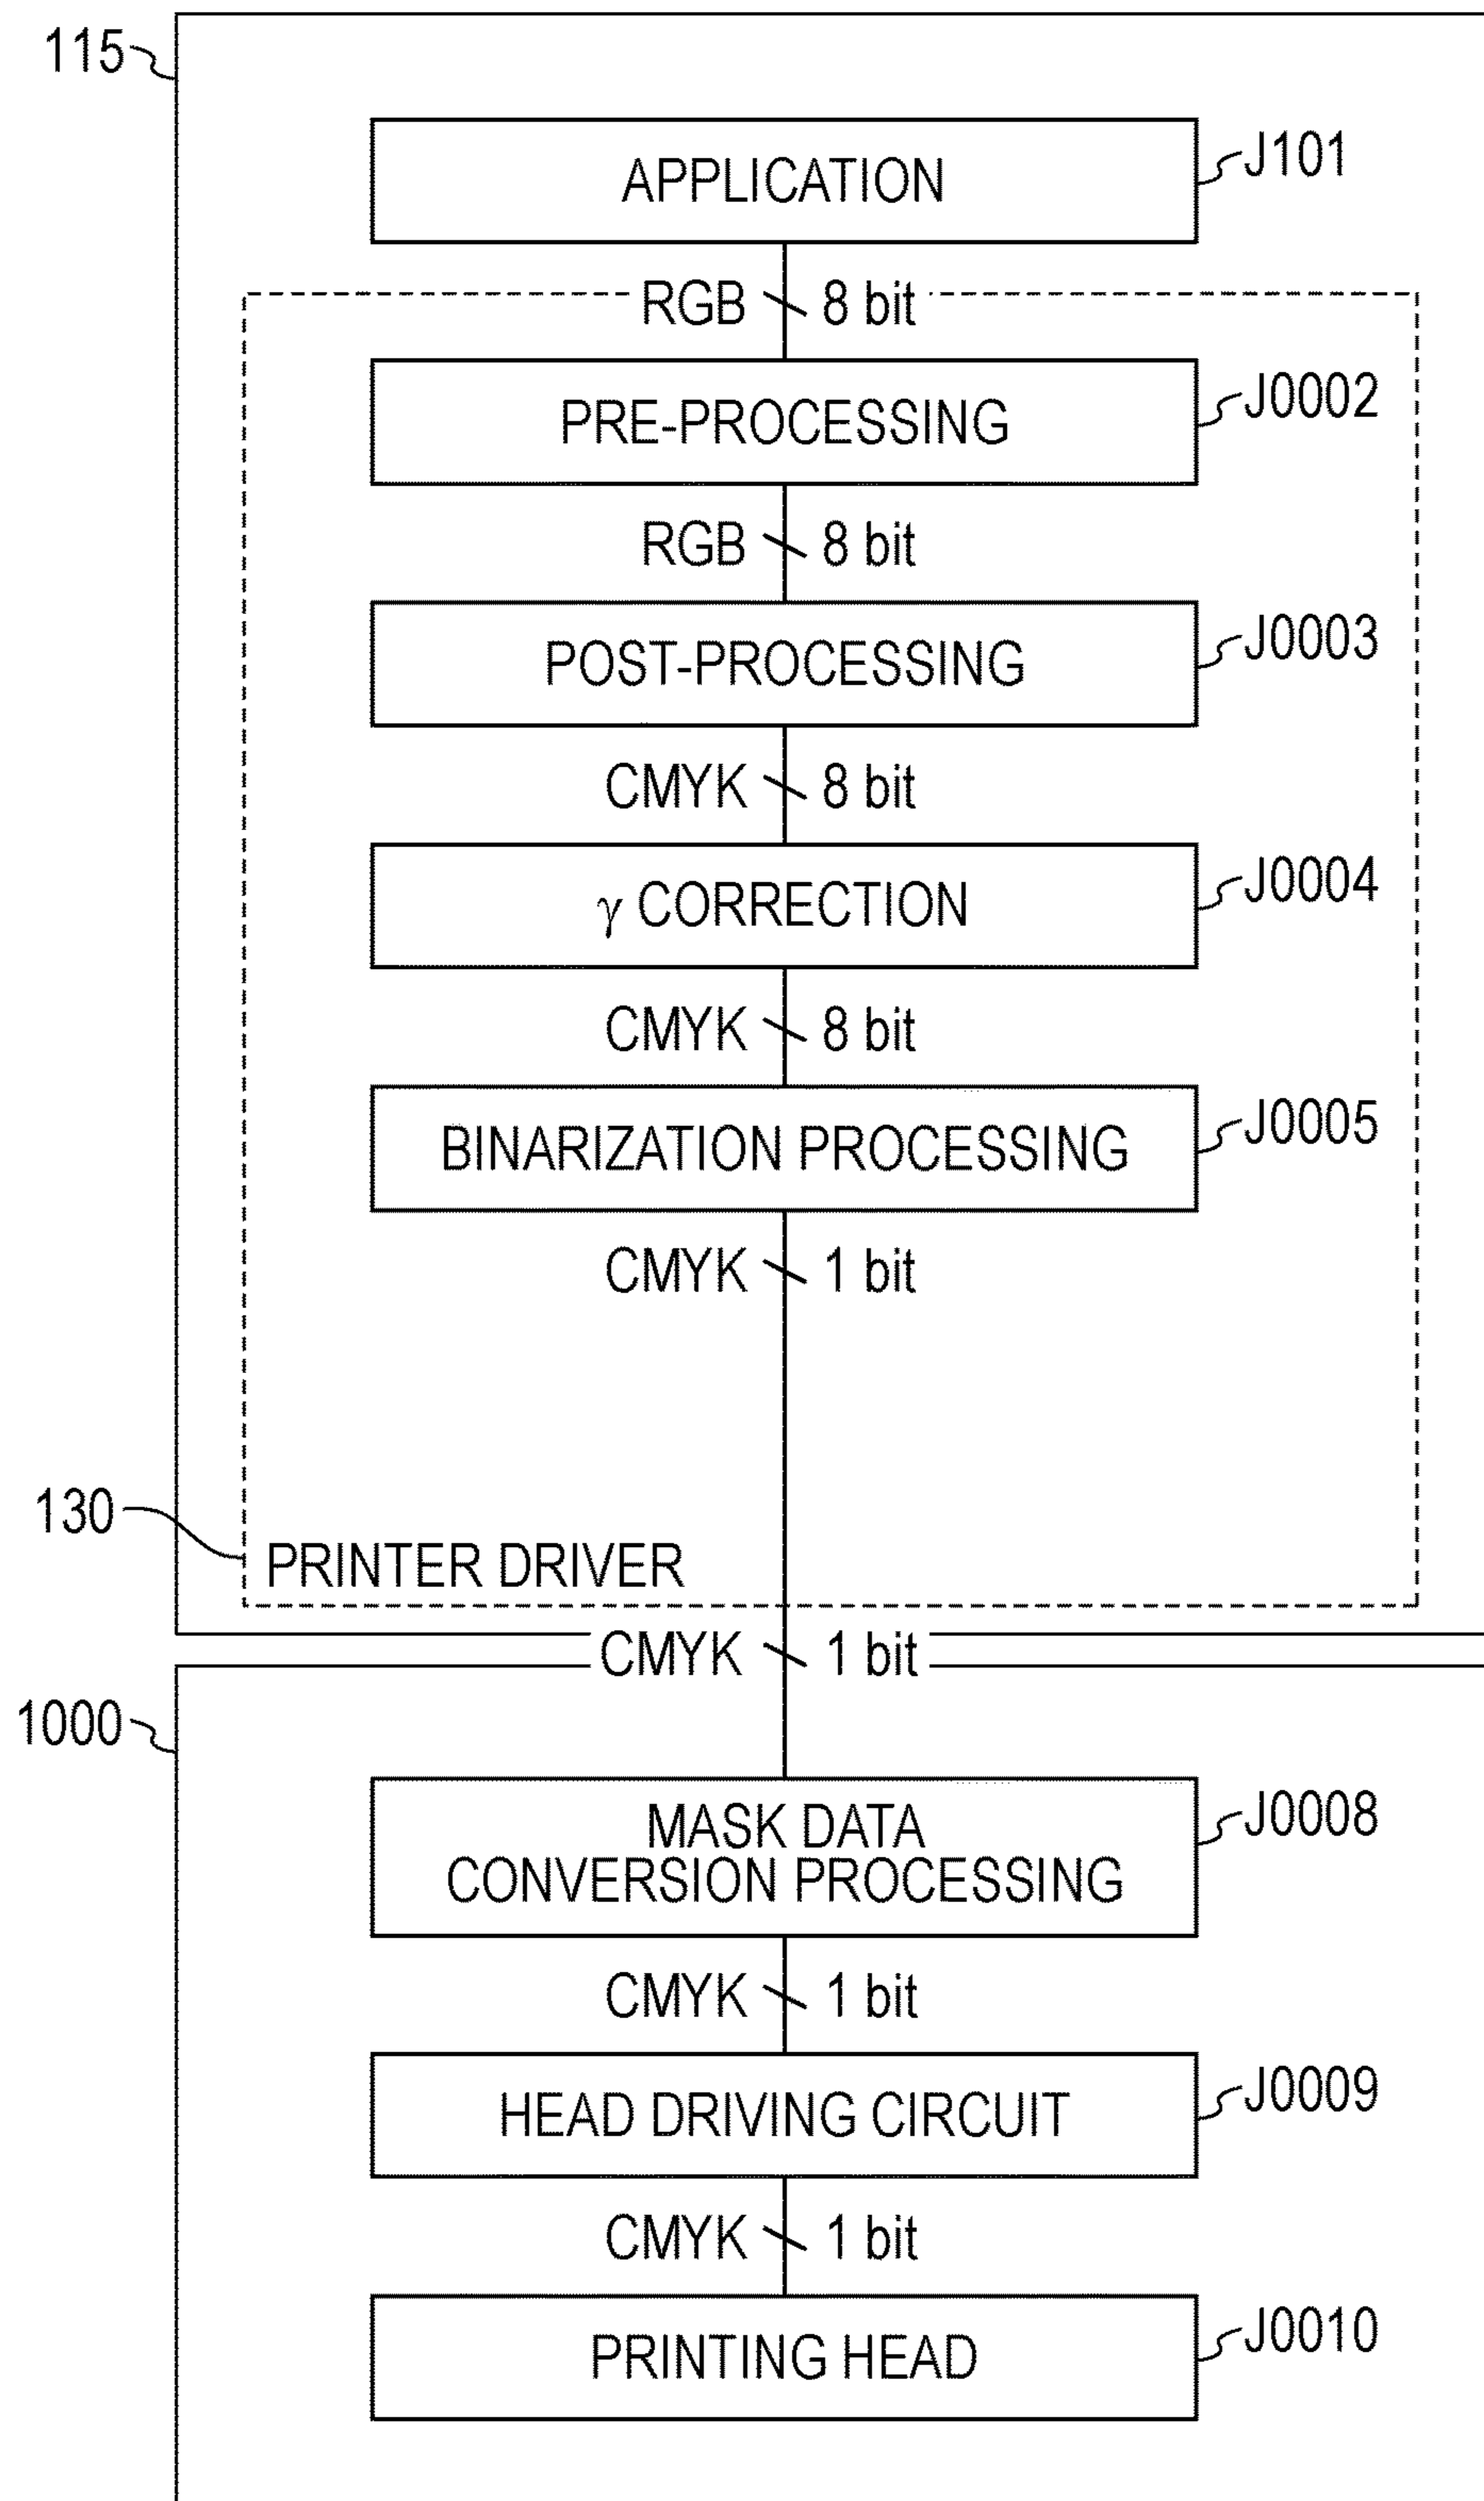 115
APPLICATION
J101
RGB 8 bit
PRE-PROCESSING
J0002
RGB 8 bit
POST-PROCESSING
J0003
CMYK 8 bit
γ CORRECTION
J0004
CMYK 8 bit
BINARIZATION PROCESSING
J0005
CMYK 1 bit
130
PRINTER DRIVER
CMYK 1 bit
1000
MASK DATA
CONVERSION PROCESSING
J0008
CMYK 1 bit
HEAD DRIVING CIRCUIT
J0009
CMYK 1 bit
PRINTING HEAD
J0010